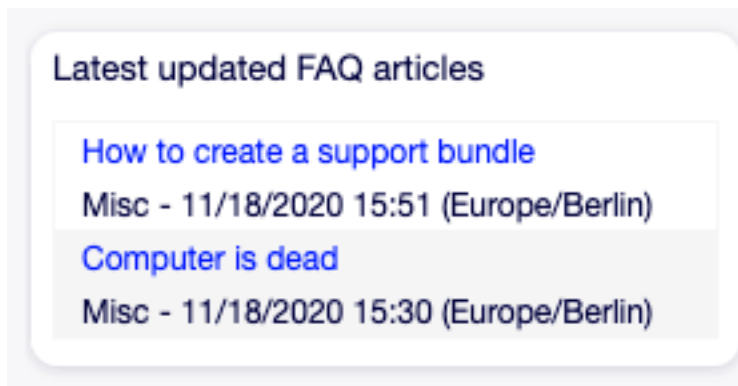 Latest updated FAQ articles
How to create a support bundle
Misc - 11/18/2020 15:51 (Europe/Berlin)
Computer is dead
Misc - 11/18/2020 15:30 (Europe/Berlin)